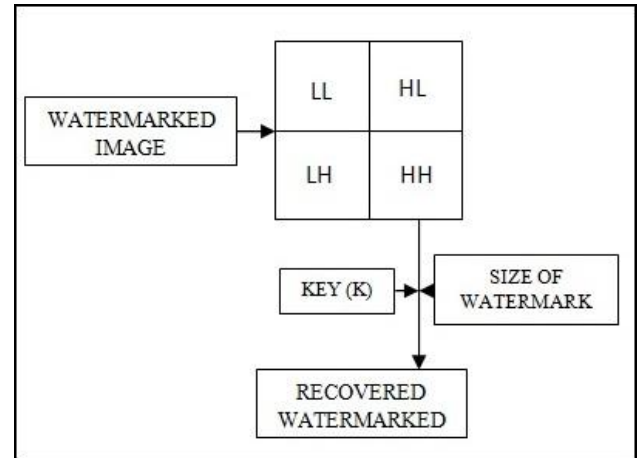 LL
HL
WATERMARKED
IMAGE
LH
HH
KEY (K)
SIZE OF
WATERMARK
RECOVERED
WATERMARKED